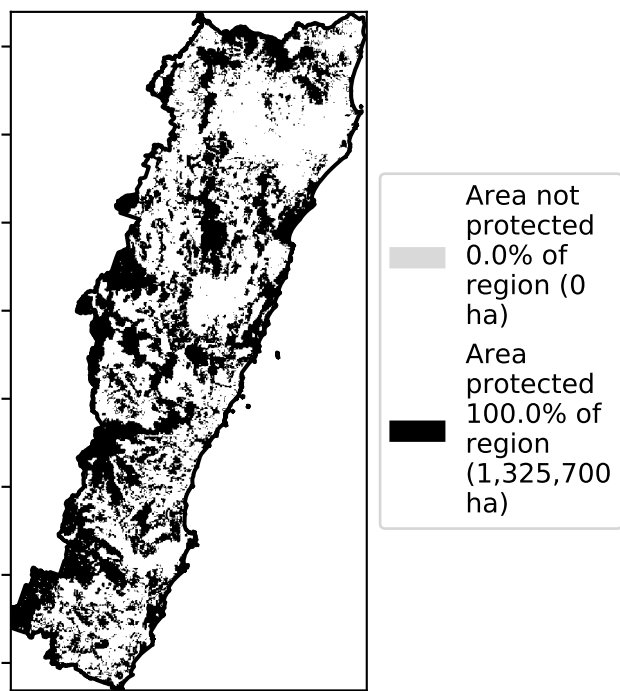 Area not
protected
0.0% of
region (0
ha)
Area
protected
100.0% of
region
(1,325,700
ha)